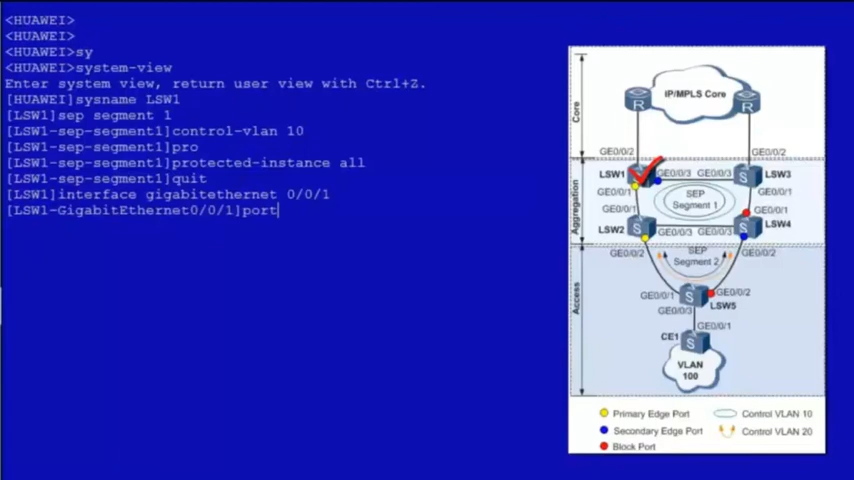 <HUAWEI>
<HUAWEI>
<HUAWEI>sy
<HUAWEI>system-view
Enter system view, return user view with Ctrl+Z.
[HUAWEI]sysname LSW1
[LSW1]sep segment 1
[LSW1-sep-segment1]control-vlan 10
[LSW1-sep-segment1]pro
[LSW1-sep-segment1]protected-instance all
[LSW1-sep-segment1]quit
[LSW1]interface gigabitethernet 0/0/1
[LSW1-GigabitEthernet0/0/1]port
Core
IP/MPLS Core
R
R
GE0/0/2
GE0/0/2
Aggregation
LSW1
GE0/0/3
GE0/0/3
S
LSW3
GE0/0/1
GE0/0/1
SEP
Segment 1
GE0/0/1
GE0/0/1
S
LSW2
GE0/0/3
GE0/0/3
S
LSW4
GE0/0/2
SEP
Segment 2
GE0/0/2
Access
GE0/0/1
S
GE0/0/2
LSW5
GE0/0/3
GE0/0/1
CE1
S
VLAN
100
Primary Edge Port
Control VLAN 10
Secondary Edge Port
Control VLAN 20
Block Port